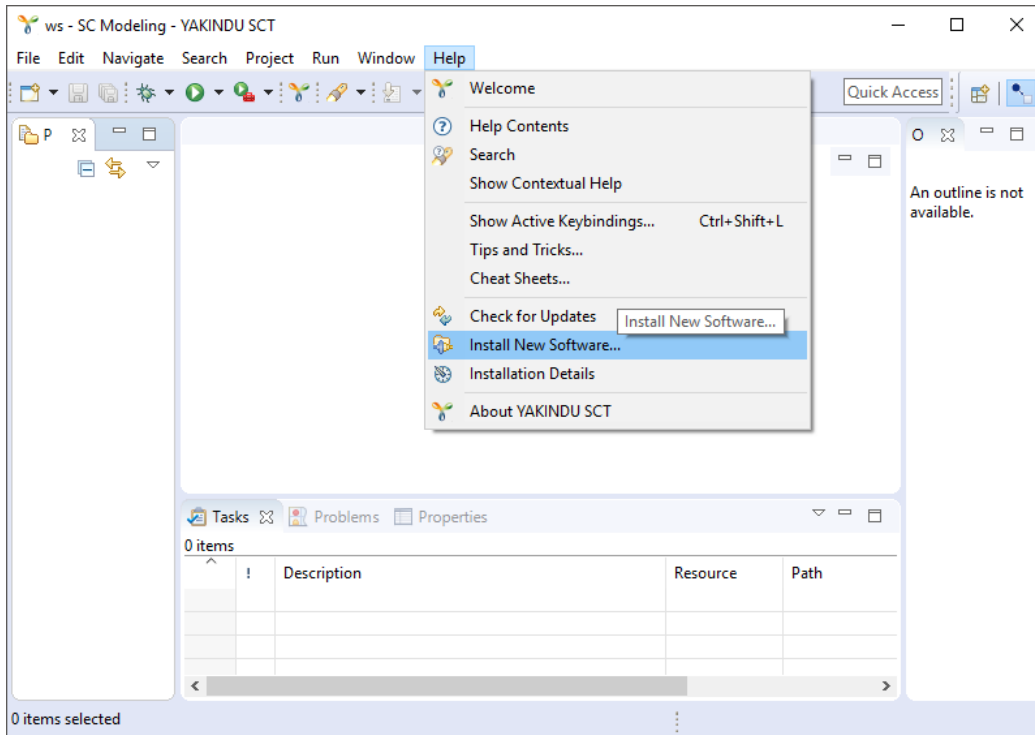 ws - SC Modeling - YAKINDU SCT
File Edit Navigate Search Project Run Window Help
Quick Access
Welcome
Help Contents
Search
Show Contextual Help
Show Active Keybindings... Ctrl+Shift+L
Tips and Tricks...
Cheat Sheets...
Check for Updates
Install New Software...
Install New Software...
Installation Details
About YAKINDU SCT
P
O
An outline is not
available.
Tasks Problems Properties
0 items
! Description Resource Path
0 items selected